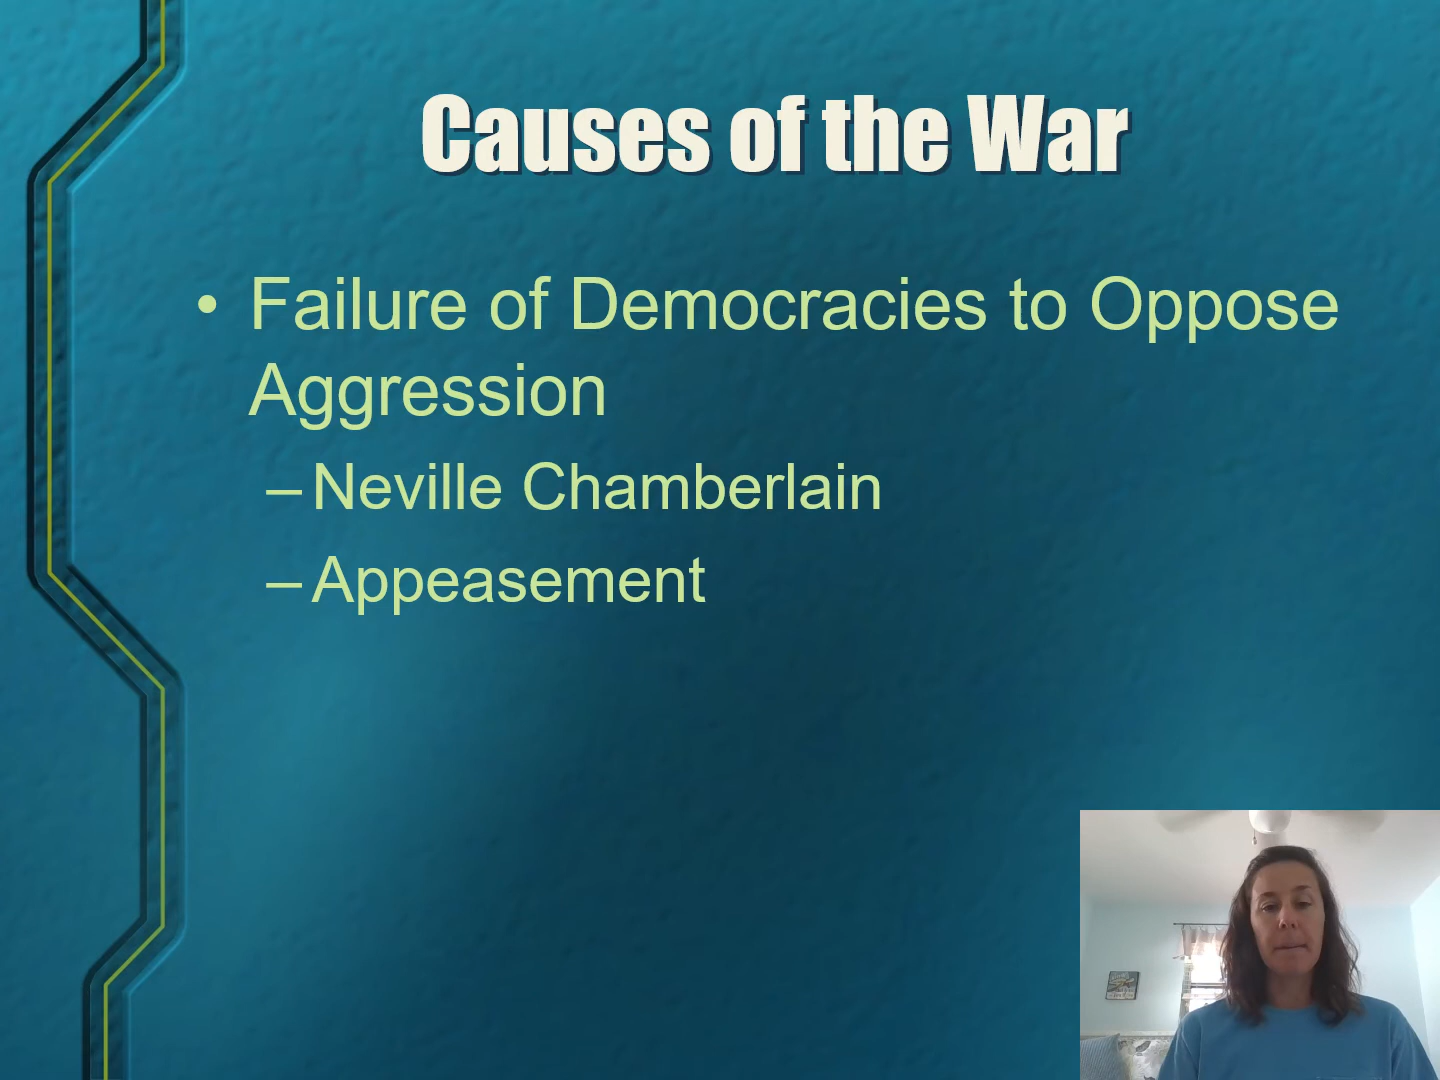 Causes of the War
• Failure of Democracies to Oppose
Aggression
– Neville Chamberlain
– Appeasement